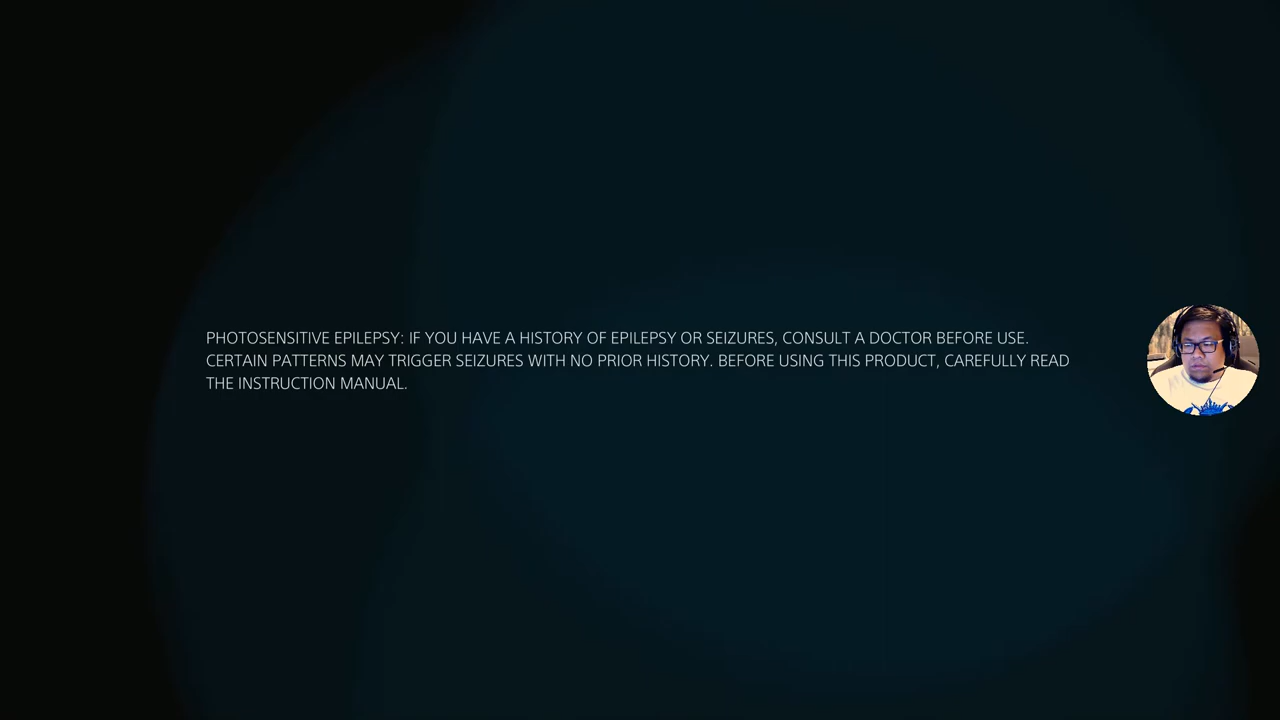 PHOTOSENSITIVE EPILEPSY: IF YOU HAVE A HISTORY OF EPILEPSY OR SEIZURES, CONSULT A DOCTOR BEFORE USE.
CERTAIN PATTERNS MAY TRIGGER SEIZURES WITH NO PRIOR HISTORY. BEFORE USING THIS PRODUCT, CAREFULLY READ
THE INSTRUCTION MANUAL.